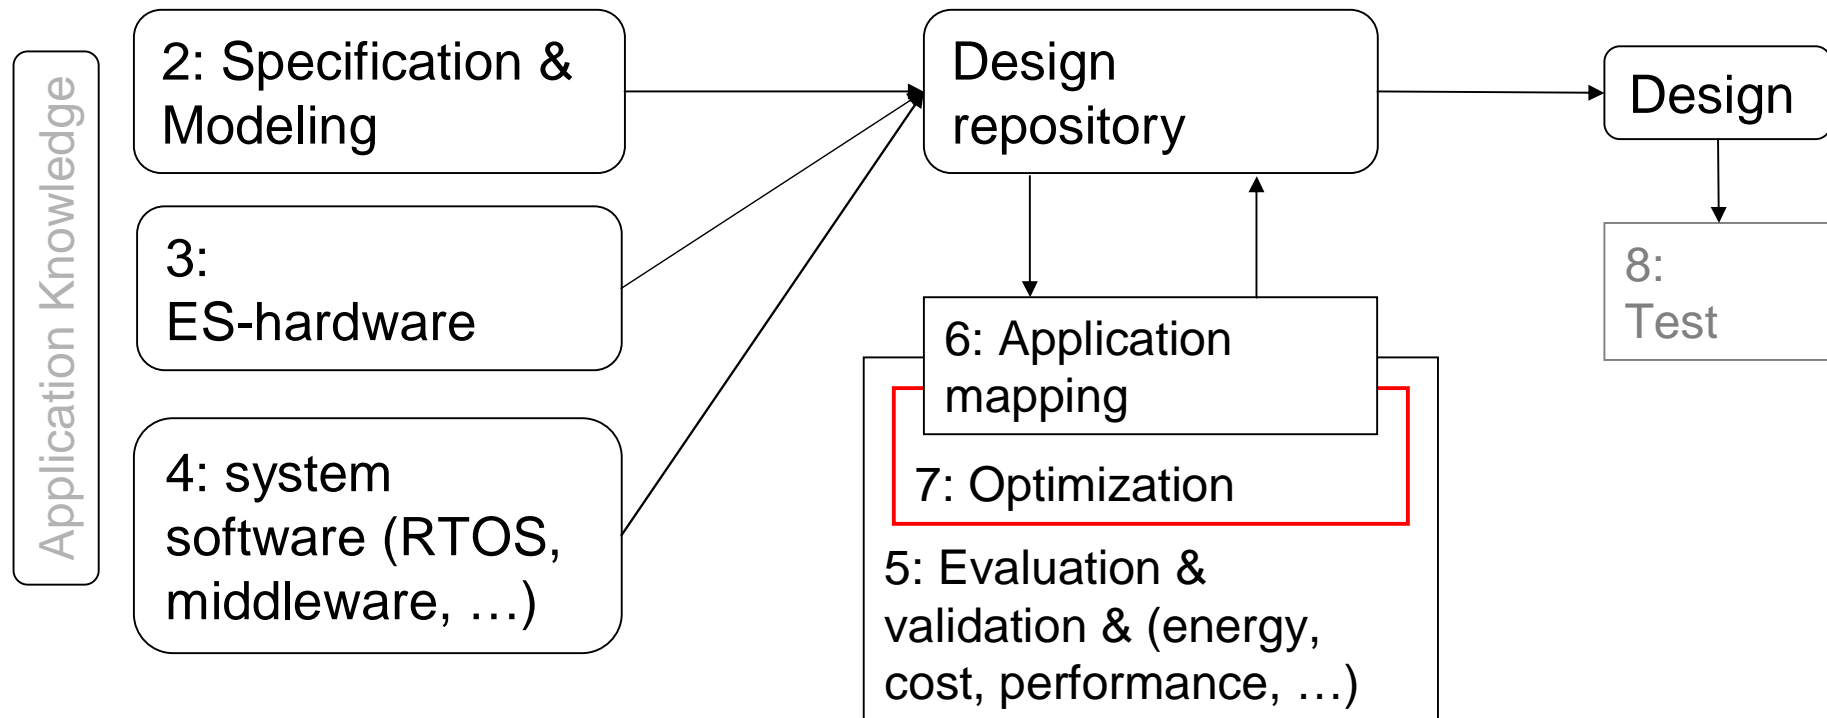 Application Knowledge
2: Specification &
Modeling
3:
ES-hardware
4: system
software (RTOS,
middleware, …)
Design
repository
6: Application
mapping
7: Optimization
5: Evaluation &
validation & (energy,
cost, performance, …)
Design
8:
Test